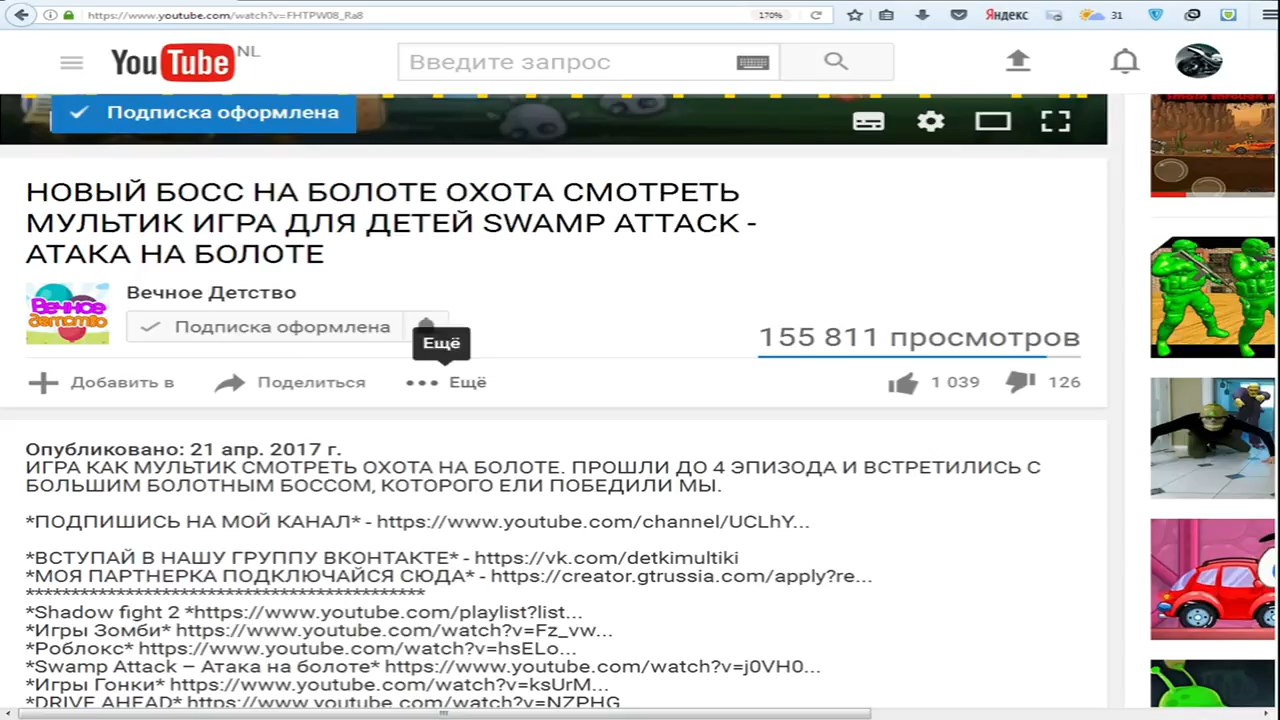 https://www.youtube.com/watch?v=FHTPW08_Ra8
170%
Яндекс
31
YouTube NL
Введите запрос
Подписка оформлена
НОВЫЙ БОСС НА БОЛОТЕ ОХОТА СМОТРЕТЬ
МУЛЬТИК ИГРА ДЛЯ ДЕТЕЙ SWAMP ATTACK -
АТАКА НА БОЛОТЕ
Вечное Детство
Вечное
детство
Подписка оформлена
Ещё
155 811 просмотров
Добавить в
Поделиться
Ещё
1 039
126
Опубликовано: 21 апр. 2017 г.
ИГРА КАК МУЛЬТИК СМОТРЕТЬ ОХОТА НА БОЛОТЕ. ПРОШЛИ ДО 4 ЭПИЗОДА И ВСТРЕТИЛИСЬ С
БОЛЬШИМ БОЛОТНЫМ БОССОМ, КОТОРОГО ЕЛИ ПОБЕДИЛИ МЫ.
*ПОДПИШИСЬ НА МОЙ КАНАЛ* - https://www.youtube.com/channel/UCLhY...
*ВСТУПАЙ В НАШУ ГРУППУ ВКОНТАКТЕ* - https://vk.com/detkimultiki
*МОЯ ПАРТНЕРКА ПОДКЛЮЧАЙСЯ СЮДА* - https://creator.gtrussia.com/apply?re...
********************************************
*Shadow fight 2 *https://www.youtube.com/playlist?list...
*Игры Зомби* https://www.youtube.com/watch?v=Fz_vw...
*Роблокс* https://www.youtube.com/watch?v=hsELo...
*Swamp Attack – Атака на болоте* https://www.youtube.com/watch?v=j0VH0...
*Игры Гонки* https://www.youtube.com/watch?v=ksUrM...
*DRIVE AHEAD* https://www.youtube.com/watch?v=NZPHG